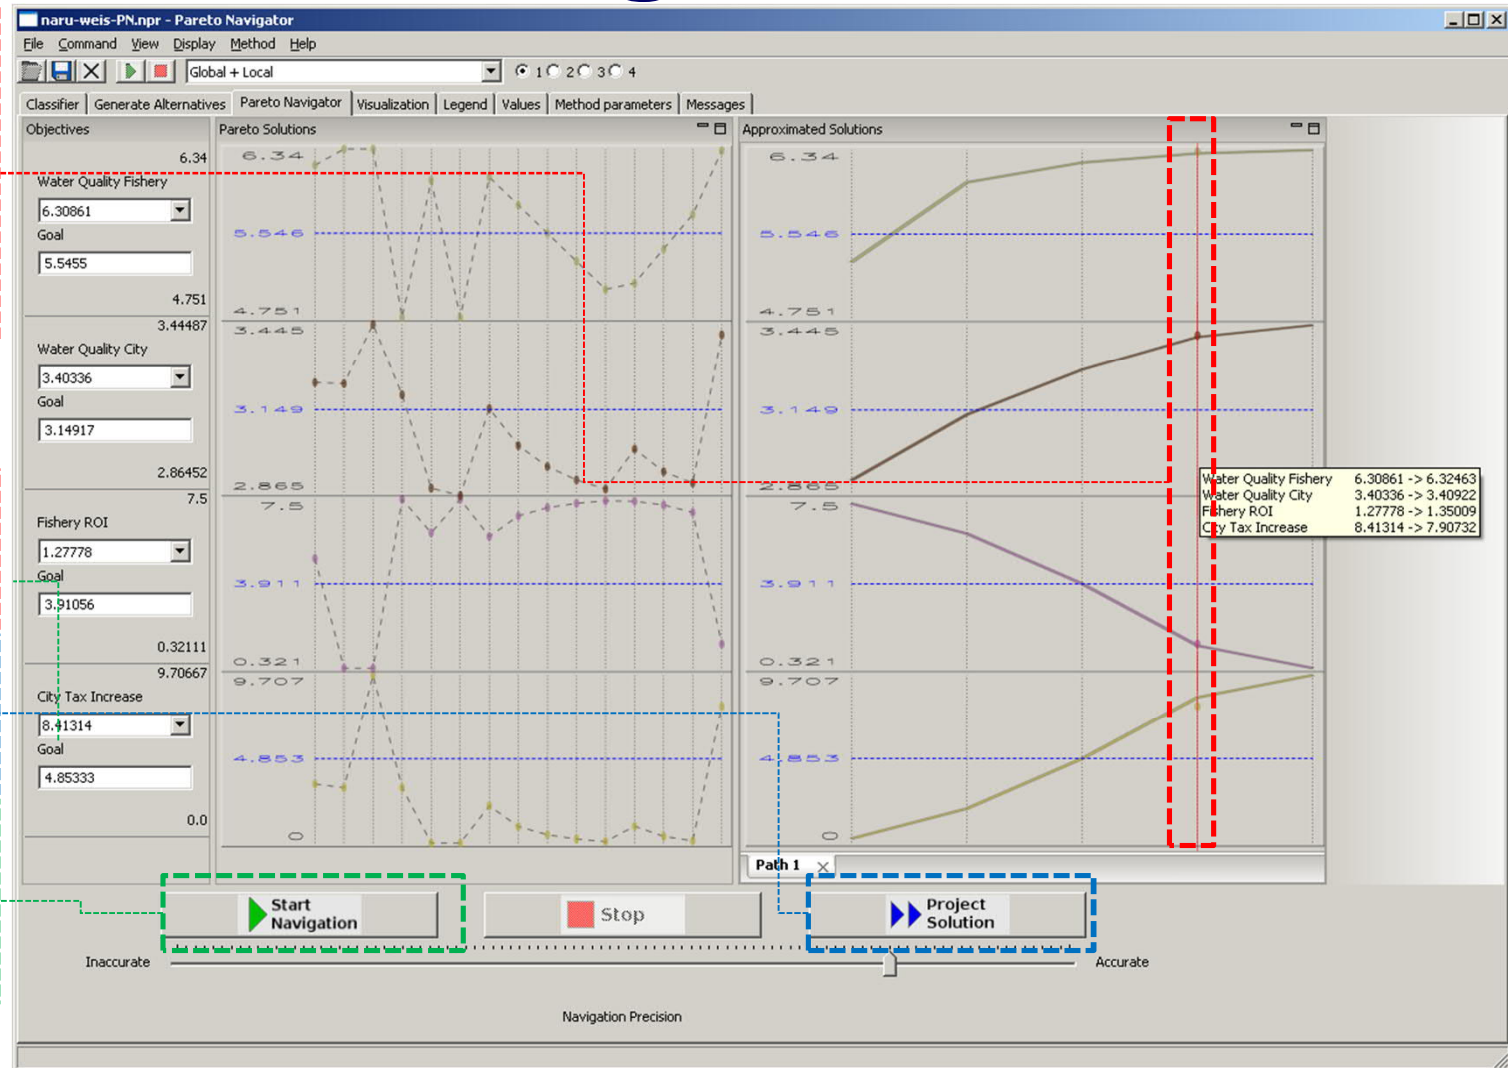 naru-weis-PN.npr - Pareto Navigator
File Command View Display Method Help
Global + Local 1 2 3 4
Classifier Generate Alternatives Pareto Navigator Visualization Legend Values Method parameters Messages
Objectives
6.34
Water Quality Fishery
6.30861
Goal
5.5455
4.751
3.44487
Water Quality City
3.40336
Goal
3.14917
2.86452
7.5
Fishery ROI
1.27778
Goal
3.91056
0.32111
9.70667
City Tax Increase
8.41314
Goal
4.85333
0.0
Pareto Solutions
6.34
5.546
4.751
3.445
3.149
2.865
7.5
3.911
0.321
9.707
4.853
0
Approximated Solutions
6.34
5.546
4.751
3.445
3.149
2.865
7.5
3.911
0.321
9.707
4.853
0
Water Quality Fishery 6.30861 -> 6.32463
Water Quality City 3.40336 -> 3.40922
Fishery ROI 1.27778 -> 1.35009
City Tax Increase 8.41314 -> 7.90732
Path 1
Start
Navigation
Stop
Project
Solution
Inaccurate Accurate
Navigation Precision